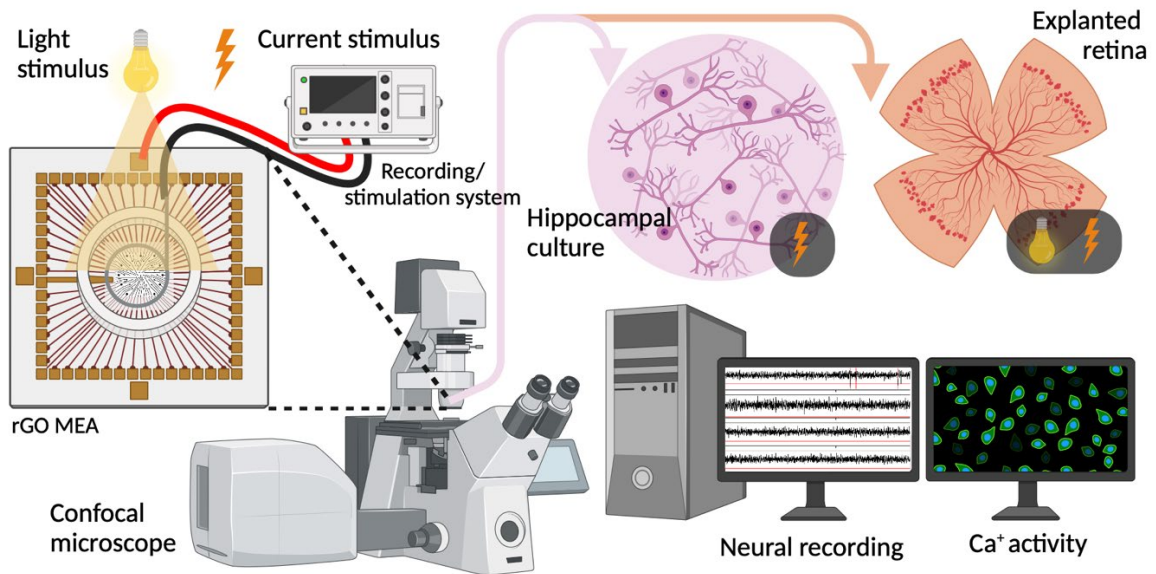 Light
stimulus
Current stimulus
Recording/
stimulation system
rGO MEA
Confocal
microscope
Hippocampal
culture
Explanted
retina
Neural recording
Ca⁺ activity